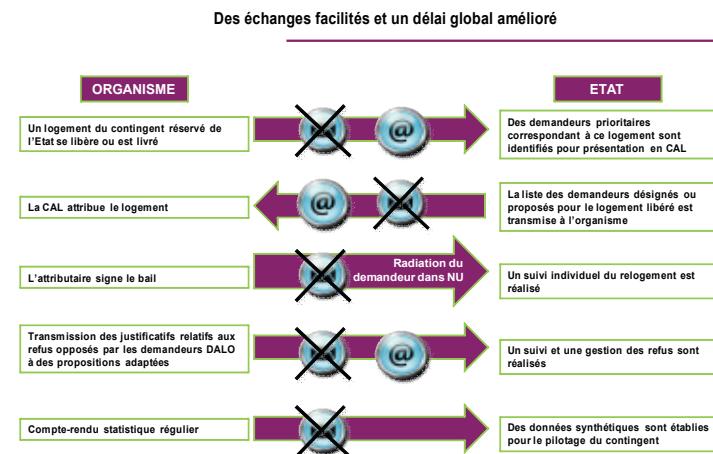 Des échanges facilités et un délai global amélioré
ORGANISME
ETAT
Un logement du contingent réservé de
l'Etat se libère ou est livré
@
Des demandeurs prioritaires
correspondant à ce logement sont
identifiés pour présentation en CAL
La CAL attribue le logement
@
La liste des demandeurs désignés ou
proposés pour le logement libéré est
transmise à l'organisme
L'attributaire signe le bail
Radiation du
demandeur dans NU
Un suivi individuel du relogement est
réalisé
Transmission des justificatifs relatifs aux
refus opposés par les demandeurs DALO
à des propositions adaptées
@
Un suivi et une gestion des refus sont
réalisés
Compte-rendu statistique régulier
Des données synthétiques sont établies
pour le pilotage du contingent